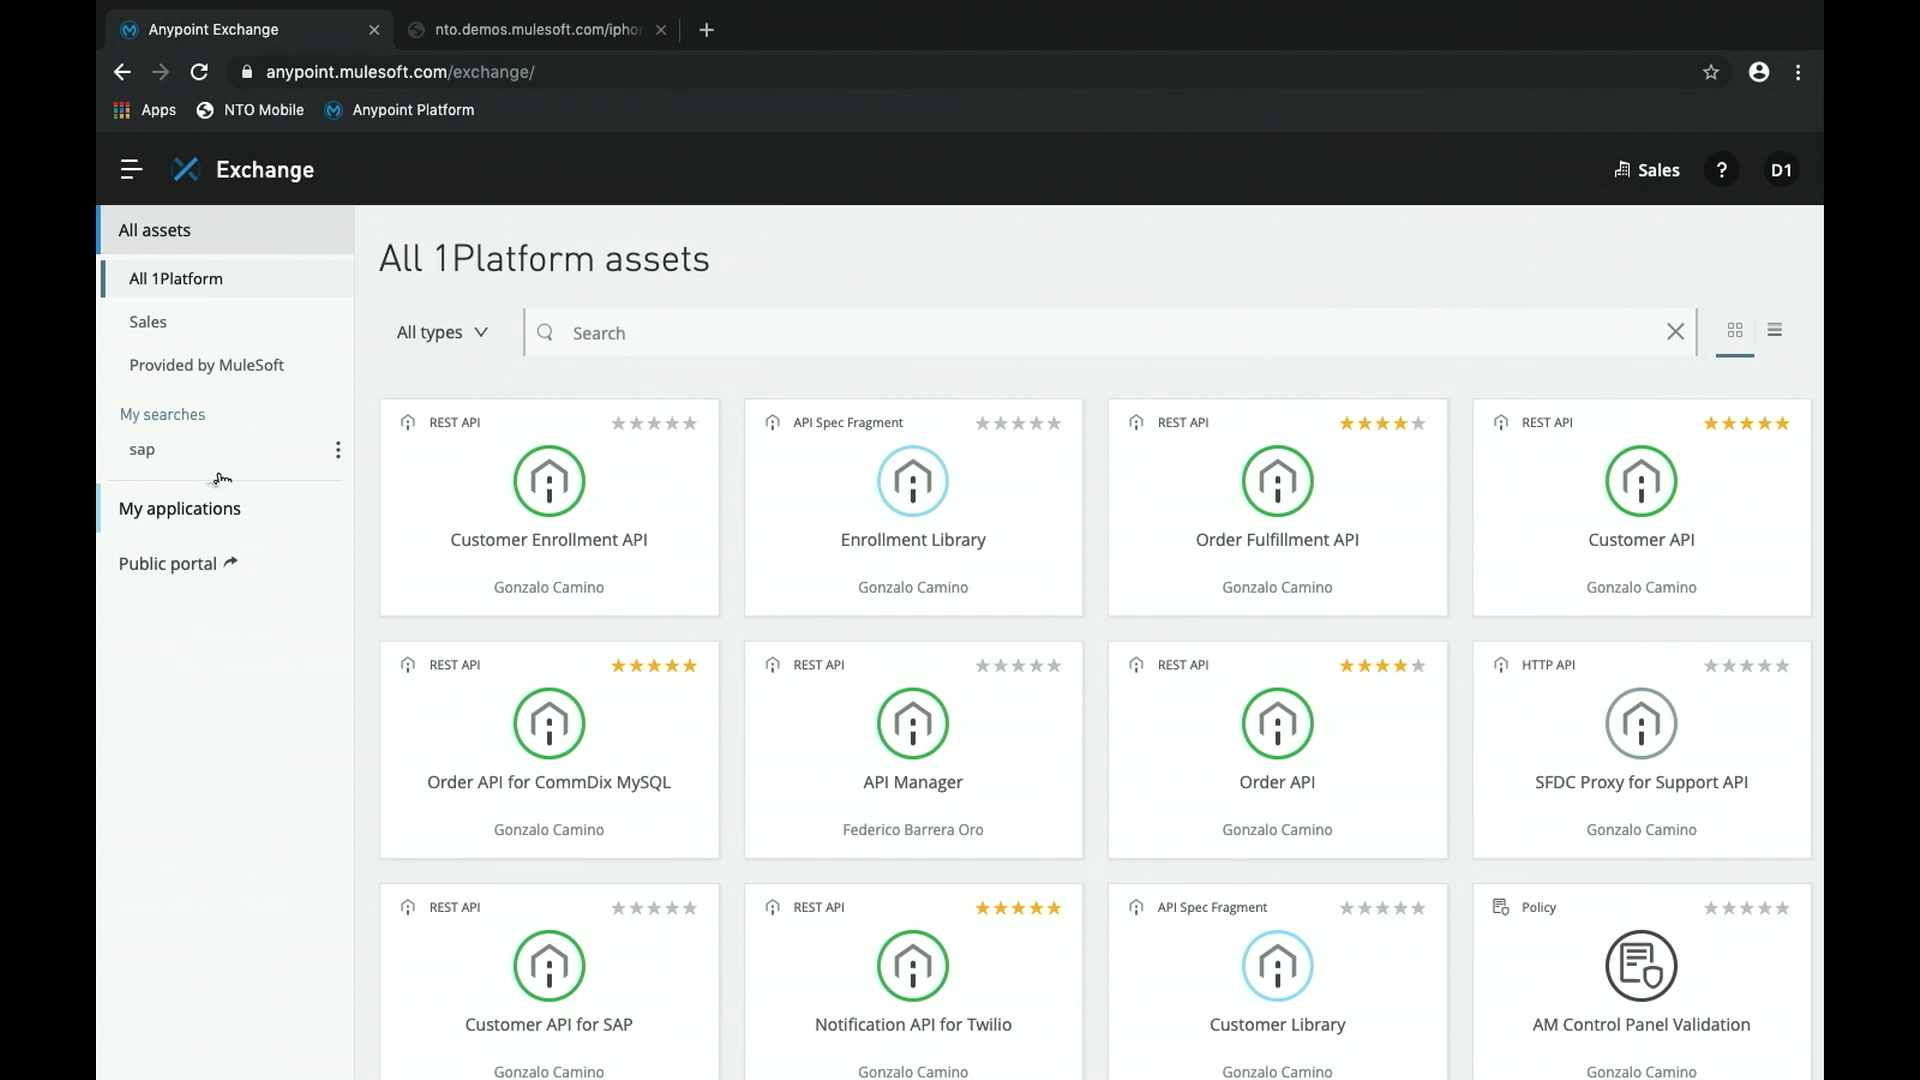 Anypoint Exchange
nto.demos.mulesoft.com/ipho
anypoint.mulesoft.com/exchange/
Apps
NTO Mobile
Anypoint Platform
Exchange
Sales
?
D1
All assets
All 1Platform
Sales
Provided by MuleSoft
My searches
sap
My applications
Public portal
All 1Platform assets
All types
Search
REST API
Customer Enrollment API
Gonzalo Camino
API Spec Fragment
Enrollment Library
Gonzalo Camino
REST API
Order Fulfillment API
Gonzalo Camino
REST API
Customer API
Gonzalo Camino
REST API
Order API for CommDix MySQL
Gonzalo Camino
REST API
API Manager
Federico Barrera Oro
REST API
Order API
Gonzalo Camino
HTTP API
SFDC Proxy for Support API
Gonzalo Camino
REST API
Customer API for SAP
Gonzalo Camino
REST API
Notification API for Twilio
Gonzalo Camino
API Spec Fragment
Customer Library
Gonzalo Camino
Policy
AM Control Panel Validation
Gonzalo Camino